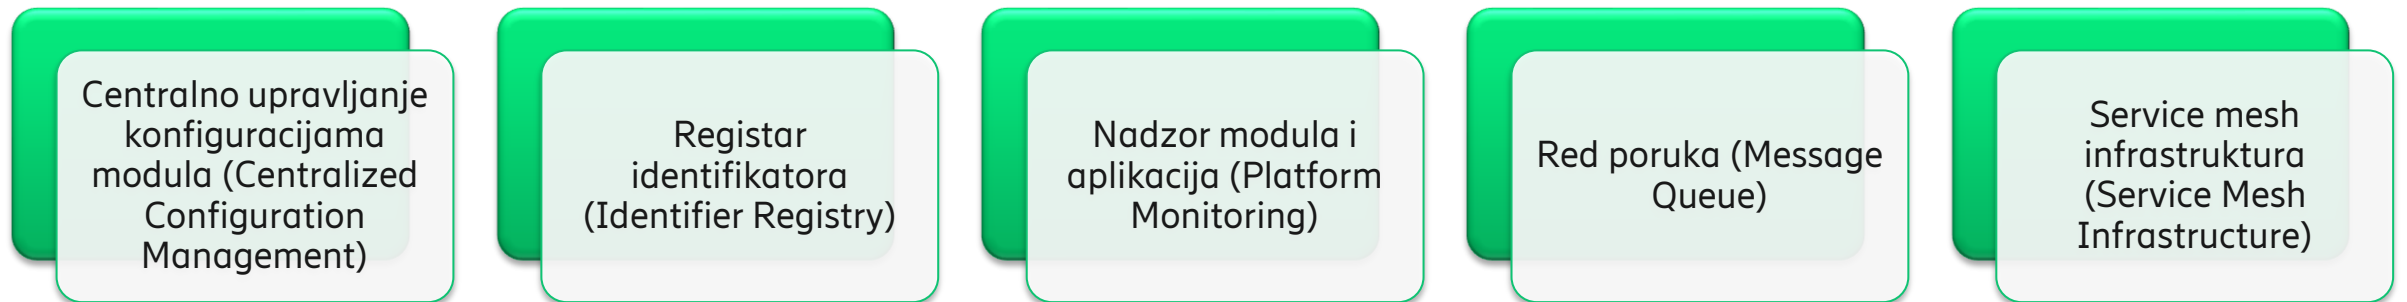 Centralno upravljanje
konfiguracijama
modula (Centralized
Configuration
Management)
Registar
identifikatora
(Identifier Registry)
Nadzor modula i
aplikacija (Platform
Monitoring)
Red poruka (Message
Queue)
Service mesh
infrastruktura
(Service Mesh
Infrastructure)